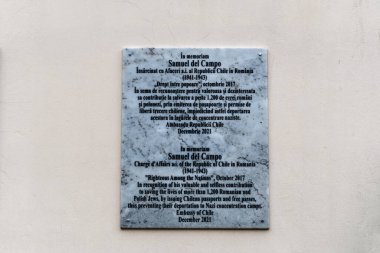 În memoriam
Samuel del Campo
Însărcinat cu Afaceri a.i. al Republicii Chile în România
(1941-1943)
„Drept între popoare”, octombrie 2017
În semn de recunoaștere pentru valoroasa și dezinteresata
sa contribuție la salvarea a peste 1.200 de evrei români
și polonezi, prin emiterea de pașapoarte și permise de
liberă trecere chilene, împiedicând astfel deportarea
acestora în lagărele de concentrare naziste.
Ambasada Republicii Chile
Decembrie 2021
In memoriam
Samuel del Campo
Chargé d'Affairs a.i. of the Republic of Chile in Romania
(1941-1943)
"Righteous Among the Nations", October 2017
In recognition of his valuable and selfless contribution
to saving the lives of more than 1,200 Romanian and
Polish Jews, by issuing Chilean passports and free passes,
thus preventing their deportation to Nazi concentration camps.
Embassy of Chile
December 2021